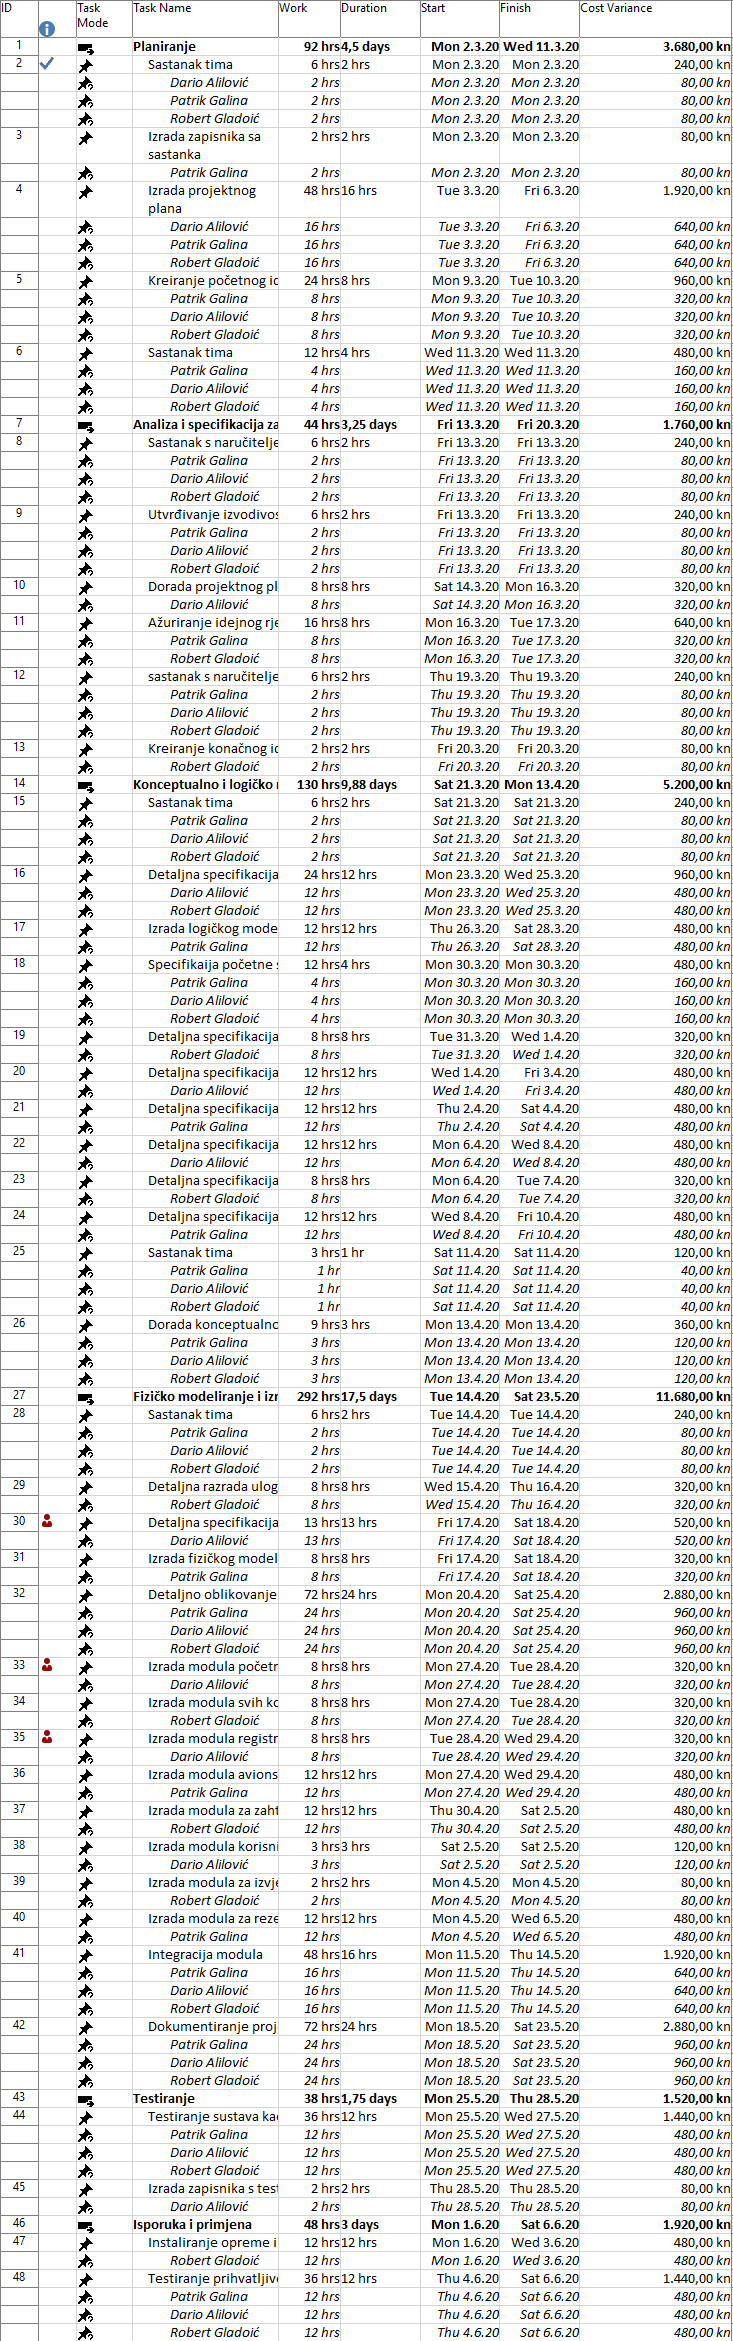 ID Task Mode Task Name Work Duration Start Finish Cost Variance
1 Planiranje 92 hrs 4,5 days Mon 2.3.20 Wed 11.3.20 3.680,00 kn
2 Sastanak tima 6 hrs 2 hrs Mon 2.3.20 Mon 2.3.20 240,00 kn
Dario Alilović 2 hrs Mon 2.3.20 Mon 2.3.20 80,00 kn
Patrik Galina 2 hrs Mon 2.3.20 Mon 2.3.20 80,00 kn
Robert Gladoić 2 hrs Mon 2.3.20 Mon 2.3.20 80,00 kn
3 Izrada zapisnika sa 2 hrs 2 hrs Mon 2.3.20 Mon 2.3.20 80,00 kn
sastanka
Patrik Galina 2 hrs Mon 2.3.20 Mon 2.3.20 80,00 kn
4 Izrada projektnog 48 hrs 16 hrs Tue 3.3.20 Fri 6.3.20 1.920,00 kn
plana
Dario Alilović 16 hrs Tue 3.3.20 Fri 6.3.20 640,00 kn
Patrik Galina 16 hrs Tue 3.3.20 Fri 6.3.20 640,00 kn
Robert Gladoić 16 hrs Tue 3.3.20 Fri 6.3.20 640,00 kn
5 Kreiranje početnog ic 24 hrs 8 hrs Mon 9.3.20 Tue 10.3.20 960,00 kn
Patrik Galina 8 hrs Mon 9.3.20 Tue 10.3.20 320,00 kn
Dario Alilović 8 hrs Mon 9.3.20 Tue 10.3.20 320,00 kn
Robert Gladoić 8 hrs Mon 9.3.20 Tue 10.3.20 320,00 kn
6 Sastanak tima 12 hrs 4 hrs Wed 11.3.20 Wed 11.3.20 480,00 kn
Patrik Galina 4 hrs Wed 11.3.20 Wed 11.3.20 160,00 kn
Dario Alilović 4 hrs Wed 11.3.20 Wed 11.3.20 160,00 kn
Robert Gladoić 4 hrs Wed 11.3.20 Wed 11.3.20 160,00 kn
7 Analiza i specifikacija za 44 hrs 3,25 days Fri 13.3.20 Fri 20.3.20 1.760,00 kn
8 Sastanak s naručitelje 6 hrs 2 hrs Fri 13.3.20 Fri 13.3.20 240,00 kn
Patrik Galina 2 hrs Fri 13.3.20 Fri 13.3.20 80,00 kn
Dario Alilović 2 hrs Fri 13.3.20 Fri 13.3.20 80,00 kn
Robert Gladoić 2 hrs Fri 13.3.20 Fri 13.3.20 80,00 kn
9 Utvrđivanje izvodivos 6 hrs 2 hrs Fri 13.3.20 Fri 13.3.20 240,00 kn
Patrik Galina 2 hrs Fri 13.3.20 Fri 13.3.20 80,00 kn
Dario Alilović 2 hrs Fri 13.3.20 Fri 13.3.20 80,00 kn
Robert Gladoić 2 hrs Fri 13.3.20 Fri 13.3.20 80,00 kn
10 Dorada projektnog pl 8 hrs 8 hrs Sat 14.3.20 Mon 16.3.20 320,00 kn
Dario Alilović 8 hrs Sat 14.3.20 Mon 16.3.20 320,00 kn
11 Ažuriranje idejnog rje 16 hrs 8 hrs Mon 16.3.20 Tue 17.3.20 640,00 kn
Patrik Galina 8 hrs Mon 16.3.20 Tue 17.3.20 320,00 kn
Robert Gladoić 8 hrs Mon 16.3.20 Tue 17.3.20 320,00 kn
12 sastanak s naručitelje 6 hrs 2 hrs Thu 19.3.20 Thu 19.3.20 240,00 kn
Patrik Galina 2 hrs Thu 19.3.20 Thu 19.3.20 80,00 kn
Dario Alilović 2 hrs Thu 19.3.20 Thu 19.3.20 80,00 kn
Robert Gladoić 2 hrs Thu 19.3.20 Thu 19.3.20 80,00 kn
13 Kreiranje konačnog ic 2 hrs 2 hrs Fri 20.3.20 Fri 20.3.20 80,00 kn
Robert Gladoić 2 hrs Fri 20.3.20 Fri 20.3.20 80,00 kn
14 Konceptualno i logičko 130 hrs 9,88 days Sat 21.3.20 Mon 13.4.20 5.200,00 kn
15 Sastanak tima 6 hrs 2 hrs Sat 21.3.20 Sat 21.3.20 240,00 kn
Patrik Galina 2 hrs Sat 21.3.20 Sat 21.3.20 80,00 kn
Dario Alilović 2 hrs Sat 21.3.20 Sat 21.3.20 80,00 kn
Robert Gladoić 2 hrs Sat 21.3.20 Sat 21.3.20 80,00 kn
16 Detaljna specifikacija 24 hrs 12 hrs Mon 23.3.20 Wed 25.3.20 960,00 kn
Dario Alilović 12 hrs Mon 23.3.20 Wed 25.3.20 480,00 kn
Robert Gladoić 12 hrs Mon 23.3.20 Wed 25.3.20 480,00 kn
17 Izrada logičkog mode 12 hrs 12 hrs Thu 26.3.20 Sat 28.3.20 480,00 kn
Patrik Galina 12 hrs Thu 26.3.20 Sat 28.3.20 480,00 kn
18 Specifikaija početne s 12 hrs 4 hrs Mon 30.3.20 Mon 30.3.20 480,00 kn
Patrik Galina 4 hrs Mon 30.3.20 Mon 30.3.20 160,00 kn
Dario Alilović 4 hrs Mon 30.3.20 Mon 30.3.20 160,00 kn
Robert Gladoić 4 hrs Mon 30.3.20 Mon 30.3.20 160,00 kn
19 Detaljna specifikacija 8 hrs 8 hrs Tue 31.3.20 Wed 1.4.20 320,00 kn
Robert Gladoić 8 hrs Tue 31.3.20 Wed 1.4.20 320,00 kn
20 Detaljna specifikacija 12 hrs 12 hrs Wed 1.4.20 Fri 3.4.20 480,00 kn
Dario Alilović 12 hrs Wed 1.4.20 Fri 3.4.20 480,00 kn
21 Detaljna specifikacija 12 hrs 12 hrs Thu 2.4.20 Sat 4.4.20 480,00 kn
Patrik Galina 12 hrs Thu 2.4.20 Sat 4.4.20 480,00 kn
22 Detaljna specifikacija 12 hrs 12 hrs Mon 6.4.20 Wed 8.4.20 480,00 kn
Dario Alilović 12 hrs Mon 6.4.20 Wed 8.4.20 480,00 kn
23 Detaljna specifikacija 8 hrs 8 hrs Mon 6.4.20 Tue 7.4.20 320,00 kn
Robert Gladoić 8 hrs Mon 6.4.20 Tue 7.4.20 320,00 kn
24 Detaljna specifikacija 12 hrs 12 hrs Wed 8.4.20 Fri 10.4.20 480,00 kn
Patrik Galina 12 hrs Wed 8.4.20 Fri 10.4.20 480,00 kn
25 Sastanak tima 3 hrs 1 hr Sat 11.4.20 Sat 11.4.20 120,00 kn
Patrik Galina 1 hr Sat 11.4.20 Sat 11.4.20 40,00 kn
Dario Alilović 1 hr Sat 11.4.20 Sat 11.4.20 40,00 kn
Robert Gladoić 1 hr Sat 11.4.20 Sat 11.4.20 40,00 kn
26 Dorada konceptualno 9 hrs 3 hrs Mon 13.4.20 Mon 13.4.20 360,00 kn
Patrik Galina 3 hrs Mon 13.4.20 Mon 13.4.20 120,00 kn
Dario Alilović 3 hrs Mon 13.4.20 Mon 13.4.20 120,00 kn
Robert Gladoić 3 hrs Mon 13.4.20 Mon 13.4.20 120,00 kn
27 Fizičko modeliranje i izr 292 hrs 17,5 days Tue 14.4.20 Sat 23.5.20 11.680,00 kn
28 Sastanak tima 6 hrs 2 hrs Tue 14.4.20 Tue 14.4.20 240,00 kn
Patrik Galina 2 hrs Tue 14.4.20 Tue 14.4.20 80,00 kn
Dario Alilović 2 hrs Tue 14.4.20 Tue 14.4.20 80,00 kn
Robert Gladoić 2 hrs Tue 14.4.20 Tue 14.4.20 80,00 kn
29 Detaljna razrada ulog 8 hrs 8 hrs Wed 15.4.20 Thu 16.4.20 320,00 kn
Robert Gladoić 8 hrs Wed 15.4.20 Thu 16.4.20 320,00 kn
30 Detaljna specifikacija 13 hrs 13 hrs Fri 17.4.20 Sat 18.4.20 520,00 kn
Dario Alilović 13 hrs Fri 17.4.20 Sat 18.4.20 520,00 kn
31 Izrada fizičkog model 8 hrs 8 hrs Fri 17.4.20 Sat 18.4.20 320,00 kn
Patrik Galina 8 hrs Fri 17.4.20 Sat 18.4.20 320,00 kn
32 Detaljno oblikovanje 72 hrs 24 hrs Mon 20.4.20 Sat 25.4.20 2.880,00 kn
Patrik Galina 24 hrs Mon 20.4.20 Sat 25.4.20 960,00 kn
Dario Alilović 24 hrs Mon 20.4.20 Sat 25.4.20 960,00 kn
Robert Gladoić 24 hrs Mon 20.4.20 Sat 25.4.20 960,00 kn
33 Izrada modula početr 8 hrs 8 hrs Mon 27.4.20 Tue 28.4.20 320,00 kn
Dario Alilović 8 hrs Mon 27.4.20 Tue 28.4.20 320,00 kn
34 Izrada modula svih kc 8 hrs 8 hrs Mon 27.4.20 Tue 28.4.20 320,00 kn
Robert Gladoić 8 hrs Mon 27.4.20 Tue 28.4.20 320,00 kn
35 Izrada modula registr 8 hrs 8 hrs Tue 28.4.20 Wed 29.4.20 320,00 kn
Dario Alilović 8 hrs Tue 28.4.20 Wed 29.4.20 320,00 kn
36 Izrada modula avions 12 hrs 12 hrs Mon 27.4.20 Wed 29.4.20 480,00 kn
Patrik Galina 12 hrs Mon 27.4.20 Wed 29.4.20 480,00 kn
37 Izrada modula za zaht 12 hrs 12 hrs Thu 30.4.20 Sat 2.5.20 480,00 kn
Robert Gladoić 12 hrs Thu 30.4.20 Sat 2.5.20 480,00 kn
38 Izrada modula korisni 3 hrs 3 hrs Sat 2.5.20 Sat 2.5.20 120,00 kn
Dario Alilović 3 hrs Sat 2.5.20 Sat 2.5.20 120,00 kn
39 Izrada modula za izvje 2 hrs 2 hrs Mon 4.5.20 Mon 4.5.20 80,00 kn
Robert Gladoić 2 hrs Mon 4.5.20 Mon 4.5.20 80,00 kn
40 Izrada modula za reze 12 hrs 12 hrs Mon 4.5.20 Wed 6.5.20 480,00 kn
Patrik Galina 12 hrs Mon 4.5.20 Wed 6.5.20 480,00 kn
41 Integracija modula 48 hrs 16 hrs Mon 11.5.20 Thu 14.5.20 1.920,00 kn
Patrik Galina 16 hrs Mon 11.5.20 Thu 14.5.20 640,00 kn
Dario Alilović 16 hrs Mon 11.5.20 Thu 14.5.20 640,00 kn
Robert Gladoić 16 hrs Mon 11.5.20 Thu 14.5.20 640,00 kn
42 Dokumentiranje proj 72 hrs 24 hrs Mon 18.5.20 Sat 23.5.20 2.880,00 kn
Patrik Galina 24 hrs Mon 18.5.20 Sat 23.5.20 960,00 kn
Dario Alilović 24 hrs Mon 18.5.20 Sat 23.5.20 960,00 kn
Robert Gladoić 24 hrs Mon 18.5.20 Sat 23.5.20 960,00 kn
43 Testiranje 38 hrs 1,75 days Mon 25.5.20 Thu 28.5.20 1.520,00 kn
44 Testiranje sustava kac 36 hrs 12 hrs Mon 25.5.20 Wed 27.5.20 1.440,00 kn
Patrik Galina 12 hrs Mon 25.5.20 Wed 27.5.20 480,00 kn
Dario Alilović 12 hrs Mon 25.5.20 Wed 27.5.20 480,00 kn
Robert Gladoić 12 hrs Mon 25.5.20 Wed 27.5.20 480,00 kn
45 Izrada zapisnika s test 2 hrs 2 hrs Thu 28.5.20 Thu 28.5.20 80,00 kn
Dario Alilović 2 hrs Thu 28.5.20 Thu 28.5.20 80,00 kn
46 Isporuka i primjena 48 hrs 3 days Mon 1.6.20 Sat 6.6.20 1.920,00 kn
47 Instaliranje opreme i 12 hrs 12 hrs Mon 1.6.20 Wed 3.6.20 480,00 kn
Robert Gladoić 12 hrs Mon 1.6.20 Wed 3.6.20 480,00 kn
48 Testiranje prihvatljiv 36 hrs 12 hrs Thu 4.6.20 Sat 6.6.20 1.440,00 kn
Patrik Galina 12 hrs Thu 4.6.20 Sat 6.6.20 480,00 kn
Dario Alilović 12 hrs Thu 4.6.20 Sat 6.6.20 480,00 kn
Robert Gladoić 12 hrs Thu 4.6.20 Sat 6.6.20 480,00 kn